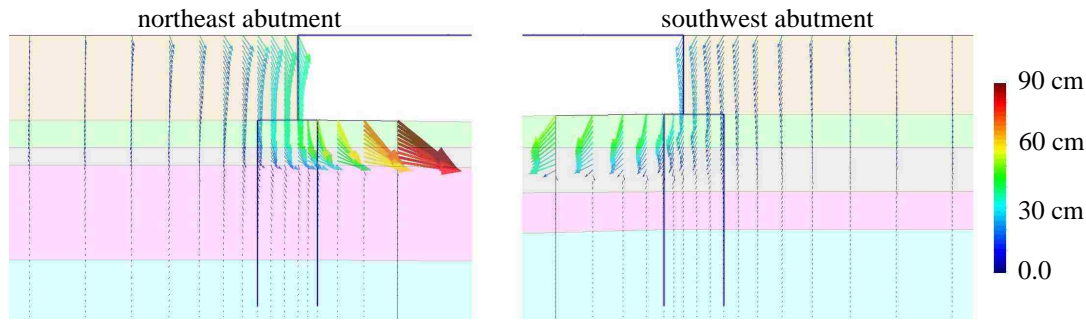 northeast abutment
southwest abutment
90 cm
60 cm
30 cm
0.0